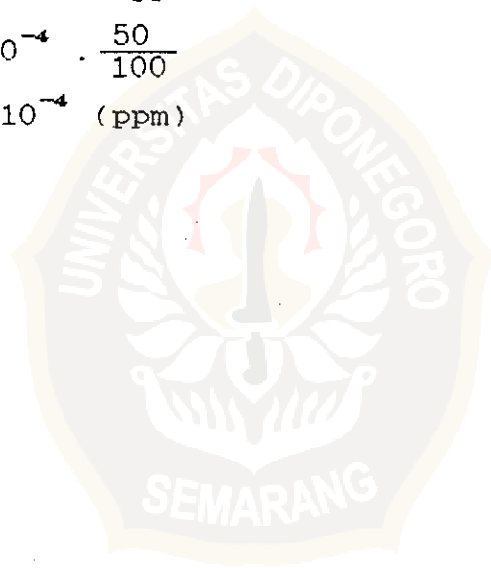 0⁻⁴ . 50/100
10⁻⁴ (ppm)
UNIVERSITAS DIPONEGORO
SEMARANG